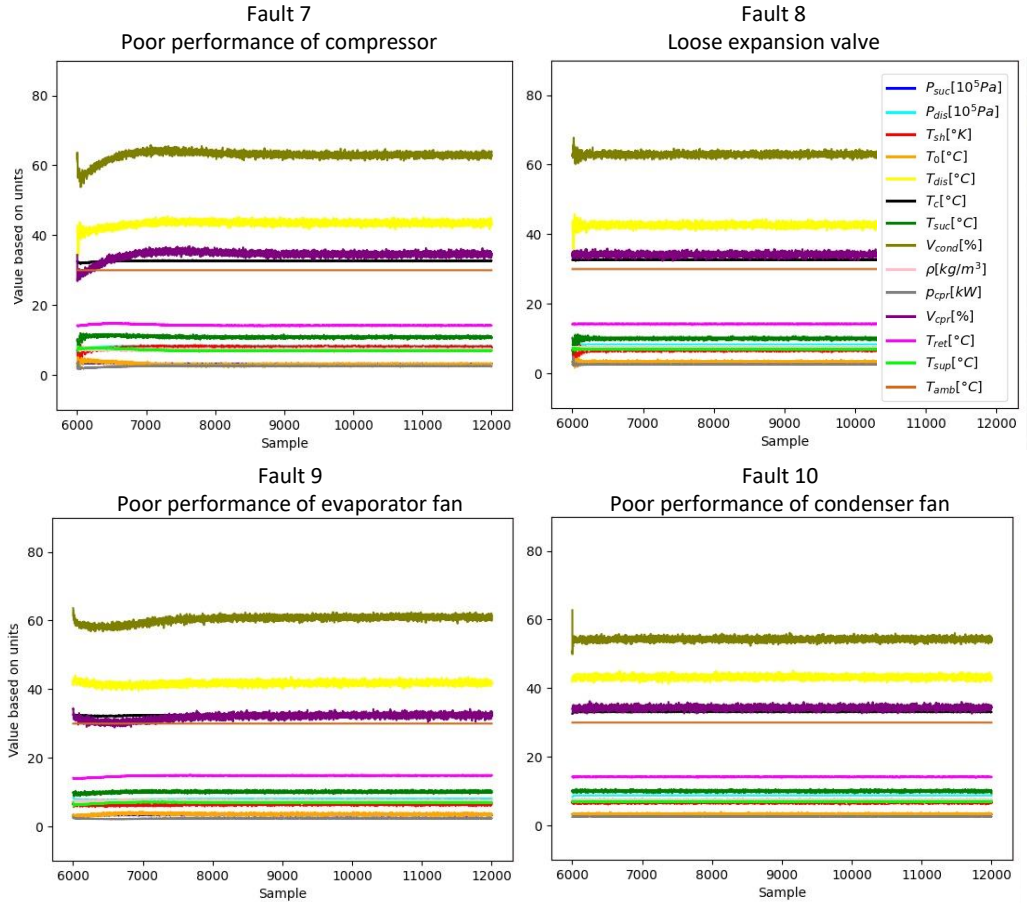 Fault 7
Poor performance of compressor
Value based on units
80
60
40
20
0
6000 7000 8000 9000 10000 11000 12000
Sample
Fault 8
Loose expansion valve
80
60
40
20
0
6000 7000 8000 9000 10000 11000 12000
Sample
P_suc[10⁵Pa]
P_dis[10⁵Pa]
T_sh[°K]
T_0[°C]
T_dis[°C]
T_c[°C]
T_suc[°C]
V_cond[%]
ρ[kg/m³]
p_cpr[kW]
V_cpr[%]
T_ret[°C]
T_sup[°C]
T_amb[°C]
Fault 9
Poor performance of evaporator fan
Value based on units
80
60
40
20
0
6000 7000 8000 9000 10000 11000 12000
Sample
Fault 10
Poor performance of condenser fan
80
60
40
20
0
6000 7000 8000 9000 10000 11000 12000
Sample